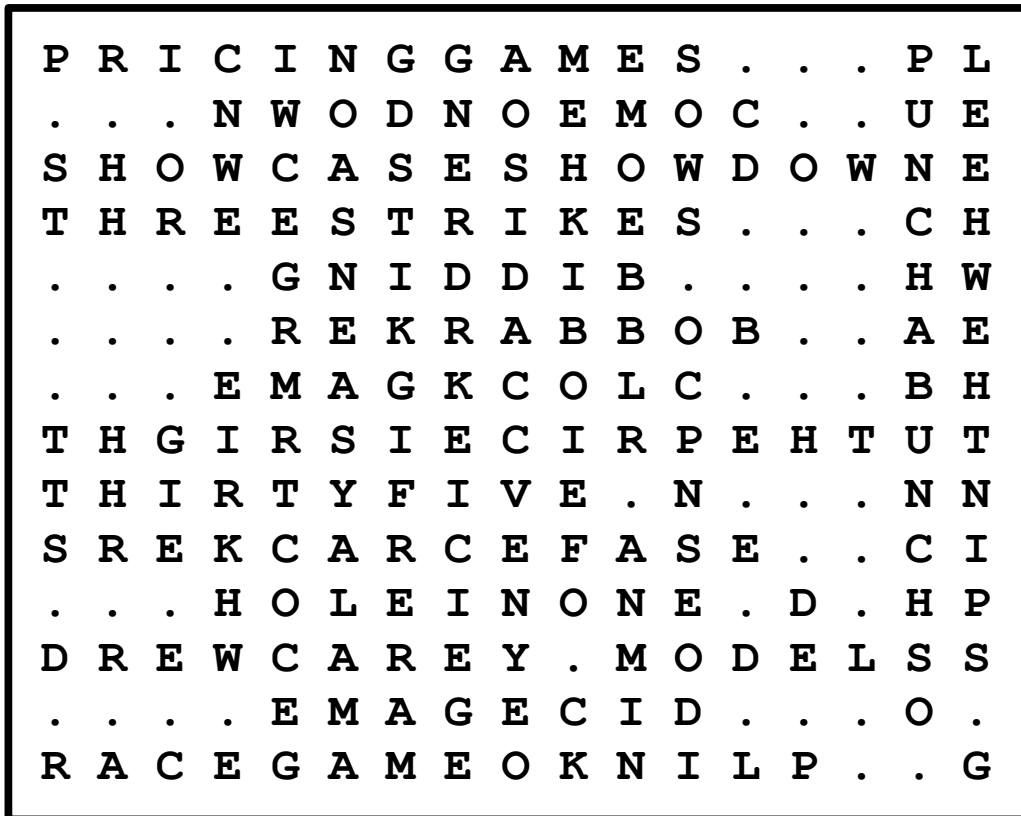 P R I C I N G G A M E S . . . P L
. . . N W O D N O E M O C . . U E
S H O W C A S E S H O W D O W N E
T H R E E S T R I K E S . . . C H
. . . . G N I D D I B . . . . H W
. . . . R E K R A B B O B . . A E
. . . E M A G K C O L C . . . B H
T H G I R S I E C I R P E H T U T
T H I R T Y F I V E . N . . . N N
S R E K C A R C E F A S E . . C I
. . . H O L E I N O N E . D . H P
D R E W C A R E Y . M O D E L S S
. . . . E M A G E C I D . . . O .
R A C E G A M E O K N I L P . . G